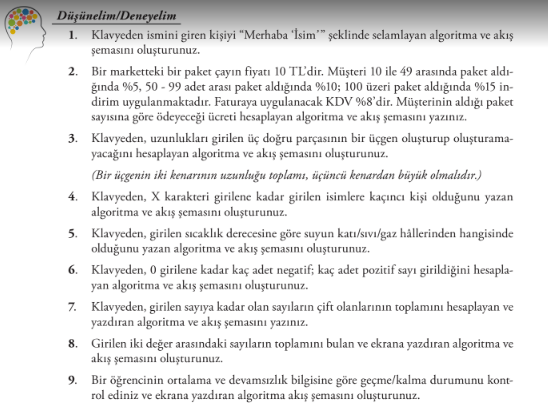 Düşünelim/Deneyelim
1. Klavyeden ismini giren kişiyi “Merhaba ‘İsim’” şeklinde selamlayan algoritma ve akış
şemasını oluşturunuz.
2. Bir marketteki bir paket çayın fiyatı 10 TL’dir. Müşteri 10 ile 49 arasında paket aldı-
ğında %5, 50 - 99 adet arası paket aldığında %10; 100 üzeri paket aldığında %15 in-
dirim uygulanmaktadır. Faturaya uygulanacak KDV %8’dir. Müşterinin aldığı paket
sayısına göre ödeyeceği ücreti hesaplayan algoritma ve akış şemasını yazınız.
3. Klavyeden, uzunlukları girilen üç doğru parçasının bir üçgen oluşturup oluşturama-
yacağını hesaplayan algoritma ve akış şemasını oluşturunuz.
(Bir üçgenin iki kenarının uzunluğu toplamı, üçüncü kenardan büyük olmalıdır.)
4. Klavyeden, X karakteri girilene kadar girilen isimlere kaçıncı kişi olduğunu yazan
algoritma ve akış şemasını oluşturunuz.
5. Klavyeden, girilen sıcaklık derecesine göre suyun katı/sıvı/gaz hâllerinden hangisinde
olduğunu yazan algoritma ve akış şemasını oluşturunuz.
6. Klavyeden, 0 girilene kadar kaç adet negatif; kaç adet pozitif sayı girildiğini hesapla-
yan algoritma ve akış şemasını oluşturunuz.
7. Klavyeden, girilen sayıya kadar olan sayıların çift olanlarının toplamını hesaplayan ve
yazdıran algoritma ve akış şemasını yazınız.
8. Girilen iki değer arasındaki sayıların toplamını bulan ve ekrana yazdıran algoritma ve
akış şemasını oluşturunuz.
9. Bir öğrencinin ortalama ve devamsızlık bilgisine göre geçme/kalma durumunu kont-
rol ediniz ve ekrana yazdıran algoritma akış şemasını oluşturunuz.